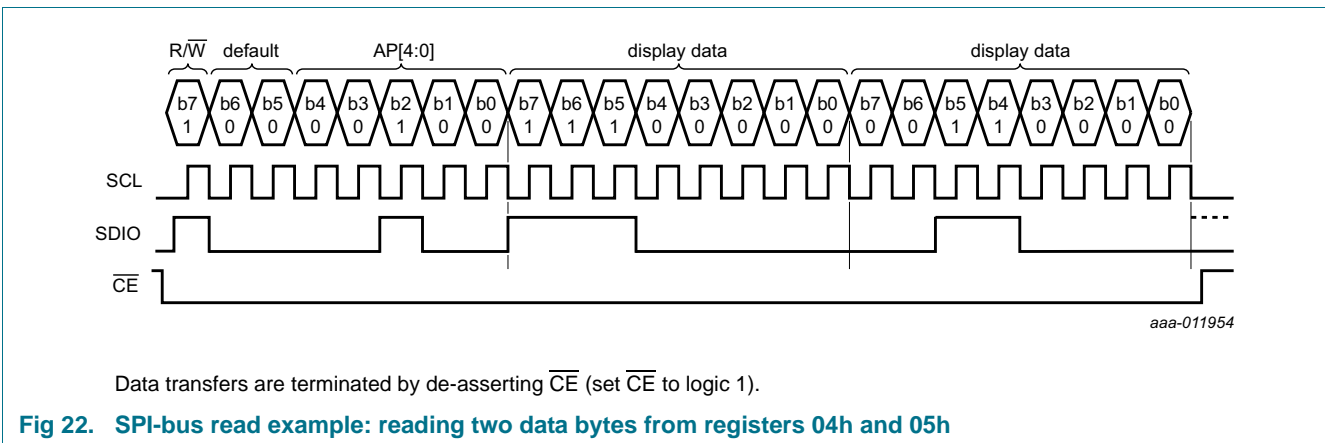 R/W default AP[4:0] display data display data
b7 b6 b5 b4 b3 b2 b1 b0 b7 b6 b5 b4 b3 b2 b1 b0 b7 b6 b5 b4 b3 b2 b1 b0
1 0 0 0 0 1 0 0 1 1 1 0 0 0 0 0 0 0 1 1 0 0 0 0
SCL
SDIO
CE
aaa-011954
Data transfers are terminated by de-asserting CE (set CE to logic 1).
Fig 22. SPI-bus read example: reading two data bytes from registers 04h and 05h